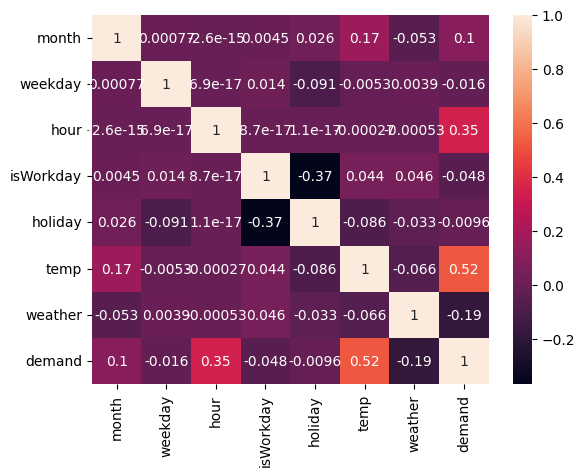 1.0
month 1 0.00077 -2.6e-15 0.0045 0.026 0.17 -0.053 0.1
weekday 0.00077 1 6.9e-17 0.014 -0.091 -0.0053 0.0039 -0.016
0.8
hour -2.6e-15 6.9e-17 1 8.7e-17 1.1e-17 -0.00027 -0.00053 0.35
0.6
isWorkday 0.0045 0.014 8.7e-17 1 -0.37 0.044 0.046 -0.048
0.4
holiday 0.026 -0.091 1.1e-17 -0.37 1 -0.086 -0.033 -0.0096
0.2
temp 0.17 -0.0053 -0.00027 0.044 -0.086 1 -0.066 0.52
0.0
weather -0.053 0.0039 -0.00053 0.046 -0.033 -0.066 1 -0.19
−0.2
demand 0.1 -0.016 0.35 -0.048 -0.0096 0.52 -0.19 1
month
weekday
hour
isWorkday
holiday
temp
weather
demand